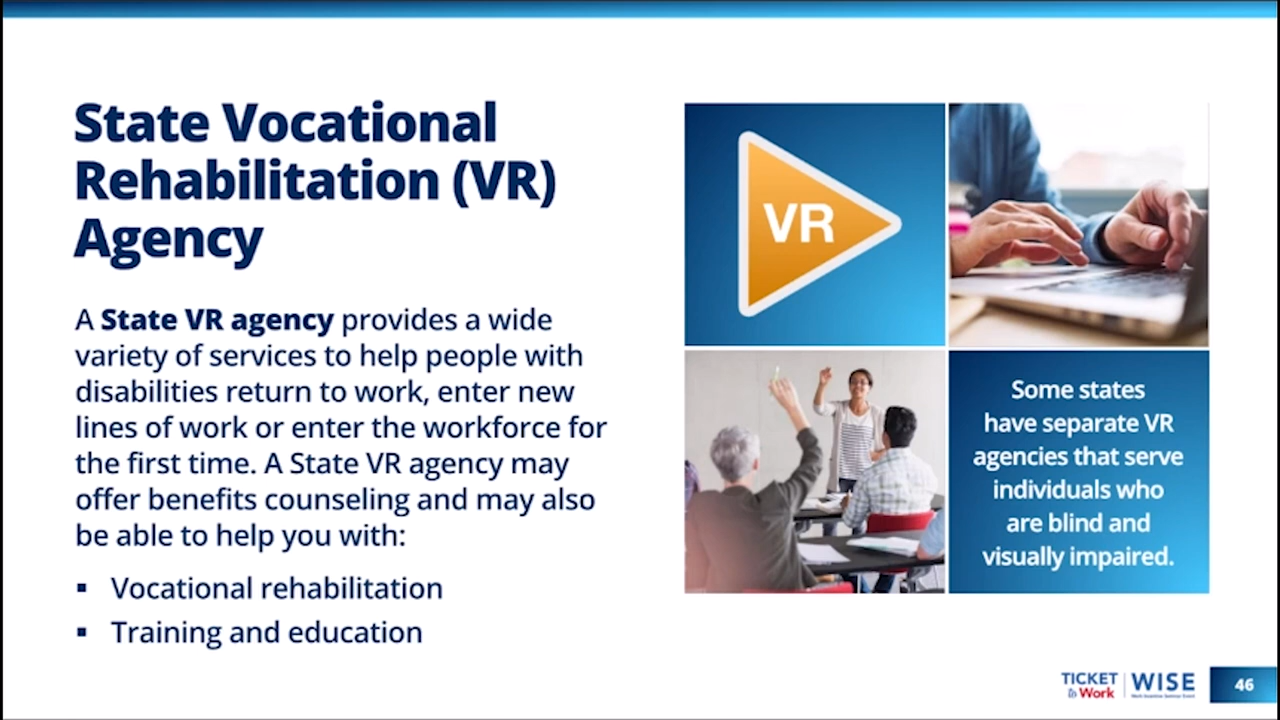 State Vocational
Rehabilitation (VR)
Agency
A State VR agency provides a wide
variety of services to help people with
disabilities return to work, enter new
lines of work or enter the workforce for
the first time. A State VR agency may
offer benefits counseling and may also
be able to help you with:
▪ Vocational rehabilitation
▪ Training and education
VR
Some states
have separate VR
agencies that serve
individuals who
are blind and
visually impaired.
TICKET
to Work
WISE
Work Incentive Seminar Event
46